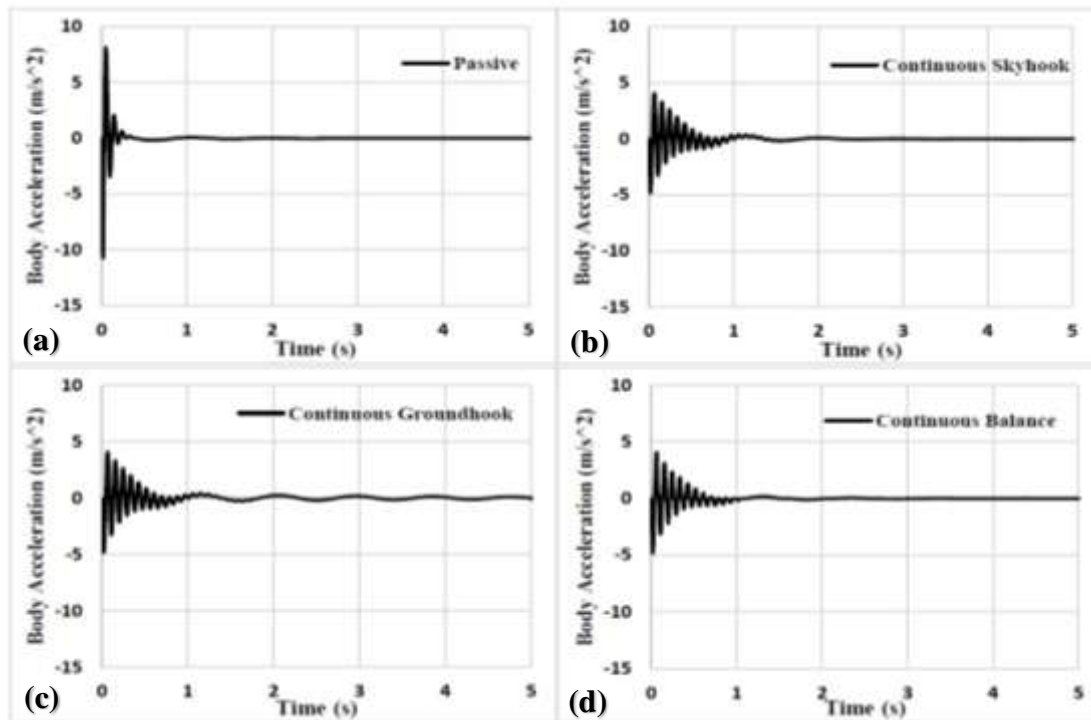 10
5
0
-5
-10
-15
Body Acceleration (m/s^2)
Passive
0 1 2 3 4 5
Time (s)
(a)
10
5
0
-5
-10
-15
Body Acceleration (m/s^2)
Continuous Skyhook
0 1 2 3 4 5
Time (s)
(b)
10
5
0
-5
-10
-15
Body Acceleration (m/s^2)
Continuous Groundhook
0 1 2 3 4 5
Time (s)
(c)
10
5
0
-5
-10
-15
Body Acceleration (m/s^2)
Continuous Balance
0 1 2 3 4 5
Time (s)
(d)